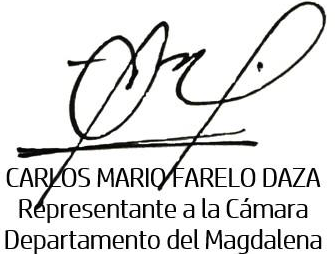 CARLOS MARIO FARELO DAZA
Representante a la Cámara
Departamento del Magdalena